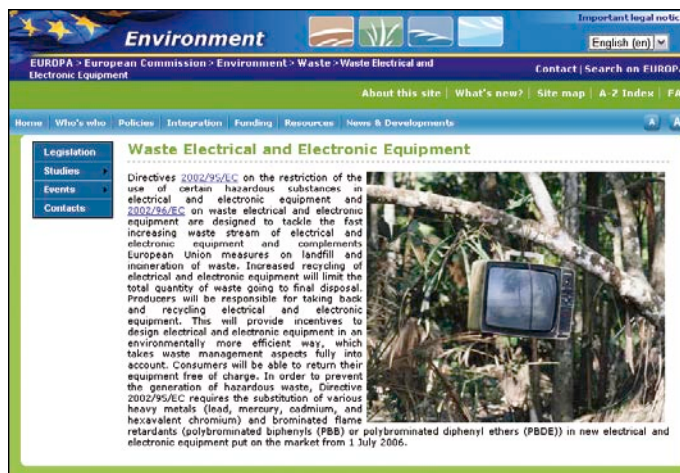 Important legal notic
Environment
English (en)
EUROPA > European Commission > Environment > Waste > Waste Electrical and
Electronic Equipment
Contact | Search on EUROPA
About this site | What's new? | Site map | A-Z Index | FA
Home Who's who Policies Integration Funding Resources News & Developments
A A
Legislation
Studies
Events
Contacts
Waste Electrical and Electronic Equipment
Directives 2002/95/EC on the restriction of the
use of certain hazardous substances in
electrical and electronic equipment and
2002/96/EC on waste electrical and electronic
equipment are designed to tackle the fast
increasing waste stream of electrical and
electronic equipment and complements
European Union measures on landfill and
incineration of waste. Increased recycling of
electrical and electronic equipment will limit the
total quantity of waste going to final disposal.
Producers will be responsible for taking back
and recycling electrical and electronic
equipment. This will provide incentives to
design electrical and electronic equipment in an
environmentally more efficient way, which
takes waste management aspects fully into
account. Consumers will be able to return their
equipment free of charge. In order to prevent
the generation of hazardous waste, Directive
2002/95/EC requires the substitution of various
heavy metals (lead, mercury, cadmium, and
hexavalent chromium) and brominated flame
retardants (polybrominated biphenyls (PBB) or polybrominated diphenyl ethers (PBDE)) in new electrical and
electronic equipment put on the market from 1 July 2006.